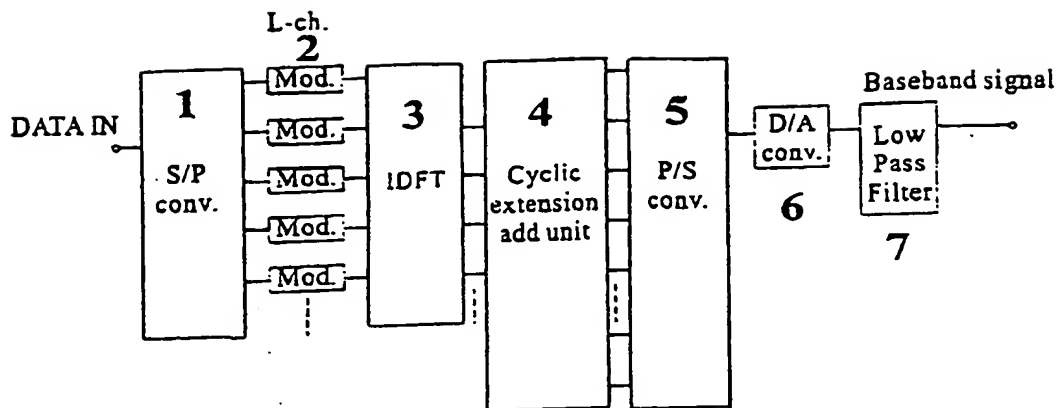 L-ch.
2
Mod.
Mod.
Mod.
Mod.
Mod.
DATA IN
1
S/P
conv.
3
IDFT
4
Cyclic
extension
add unit
5
P/S
conv.
D/A
conv.
6
Baseband signal
Low
Pass
Filter
7